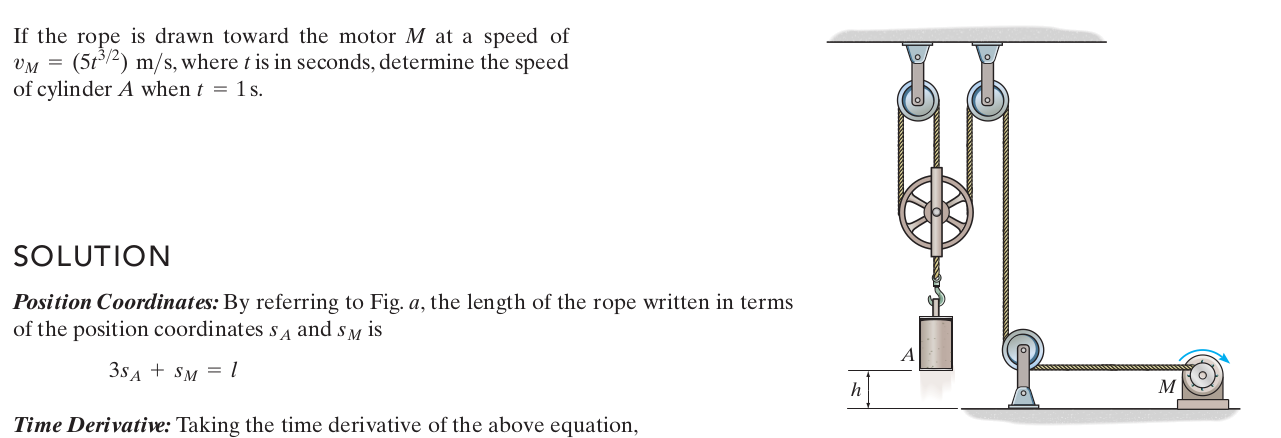 If the rope is drawn toward the motor M at a speed of
v_M = (5t^{3/2}) m/s, where t is in seconds, determine the speed
of cylinder A when t = 1 s.
SOLUTION
Position Coordinates: By referring to Fig. a, the length of the rope written in terms
of the position coordinates s_A and s_M is
3s_A + s_M = l
Time Derivative: Taking the time derivative of the above equation,
A
h
M